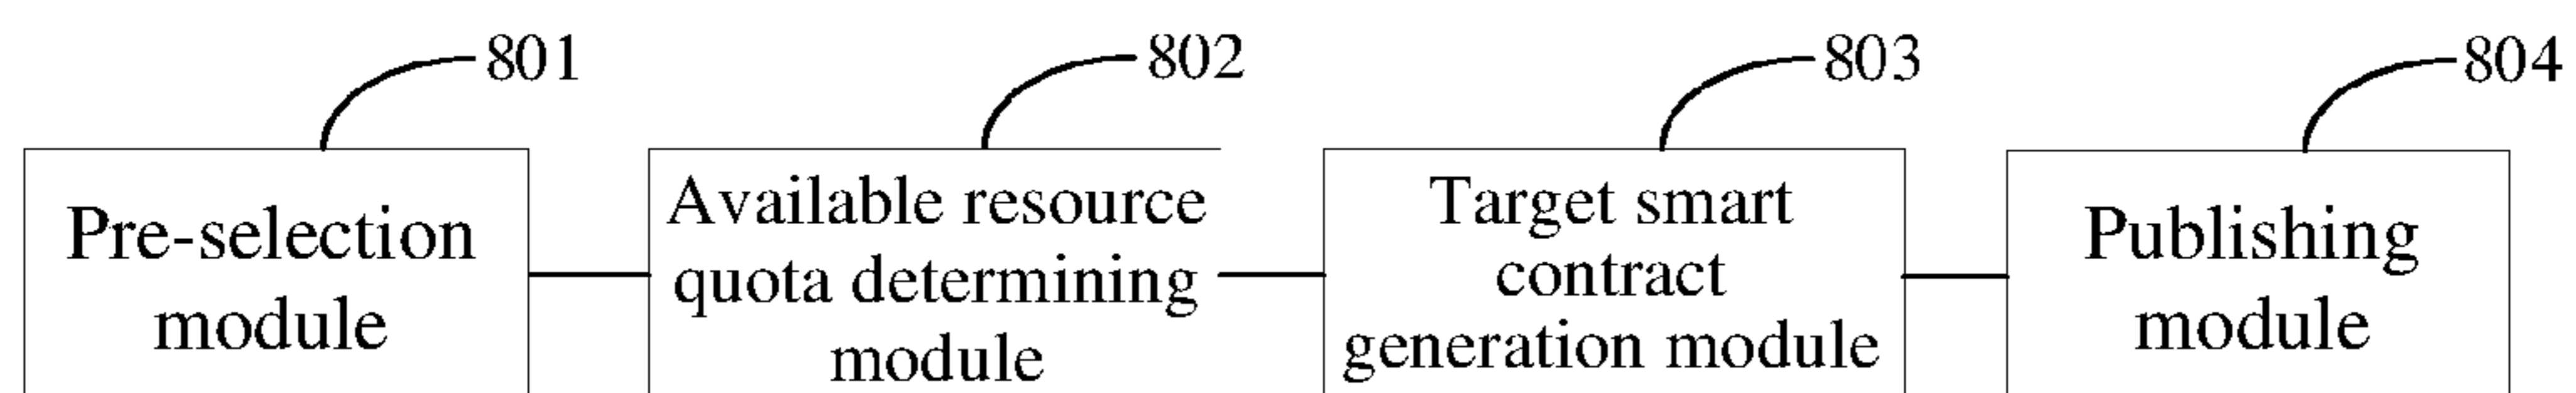 801
802
803
804
Pre-selection
module
Available resource
quota determining
module
Target smart
contract
generation module
Publishing
module